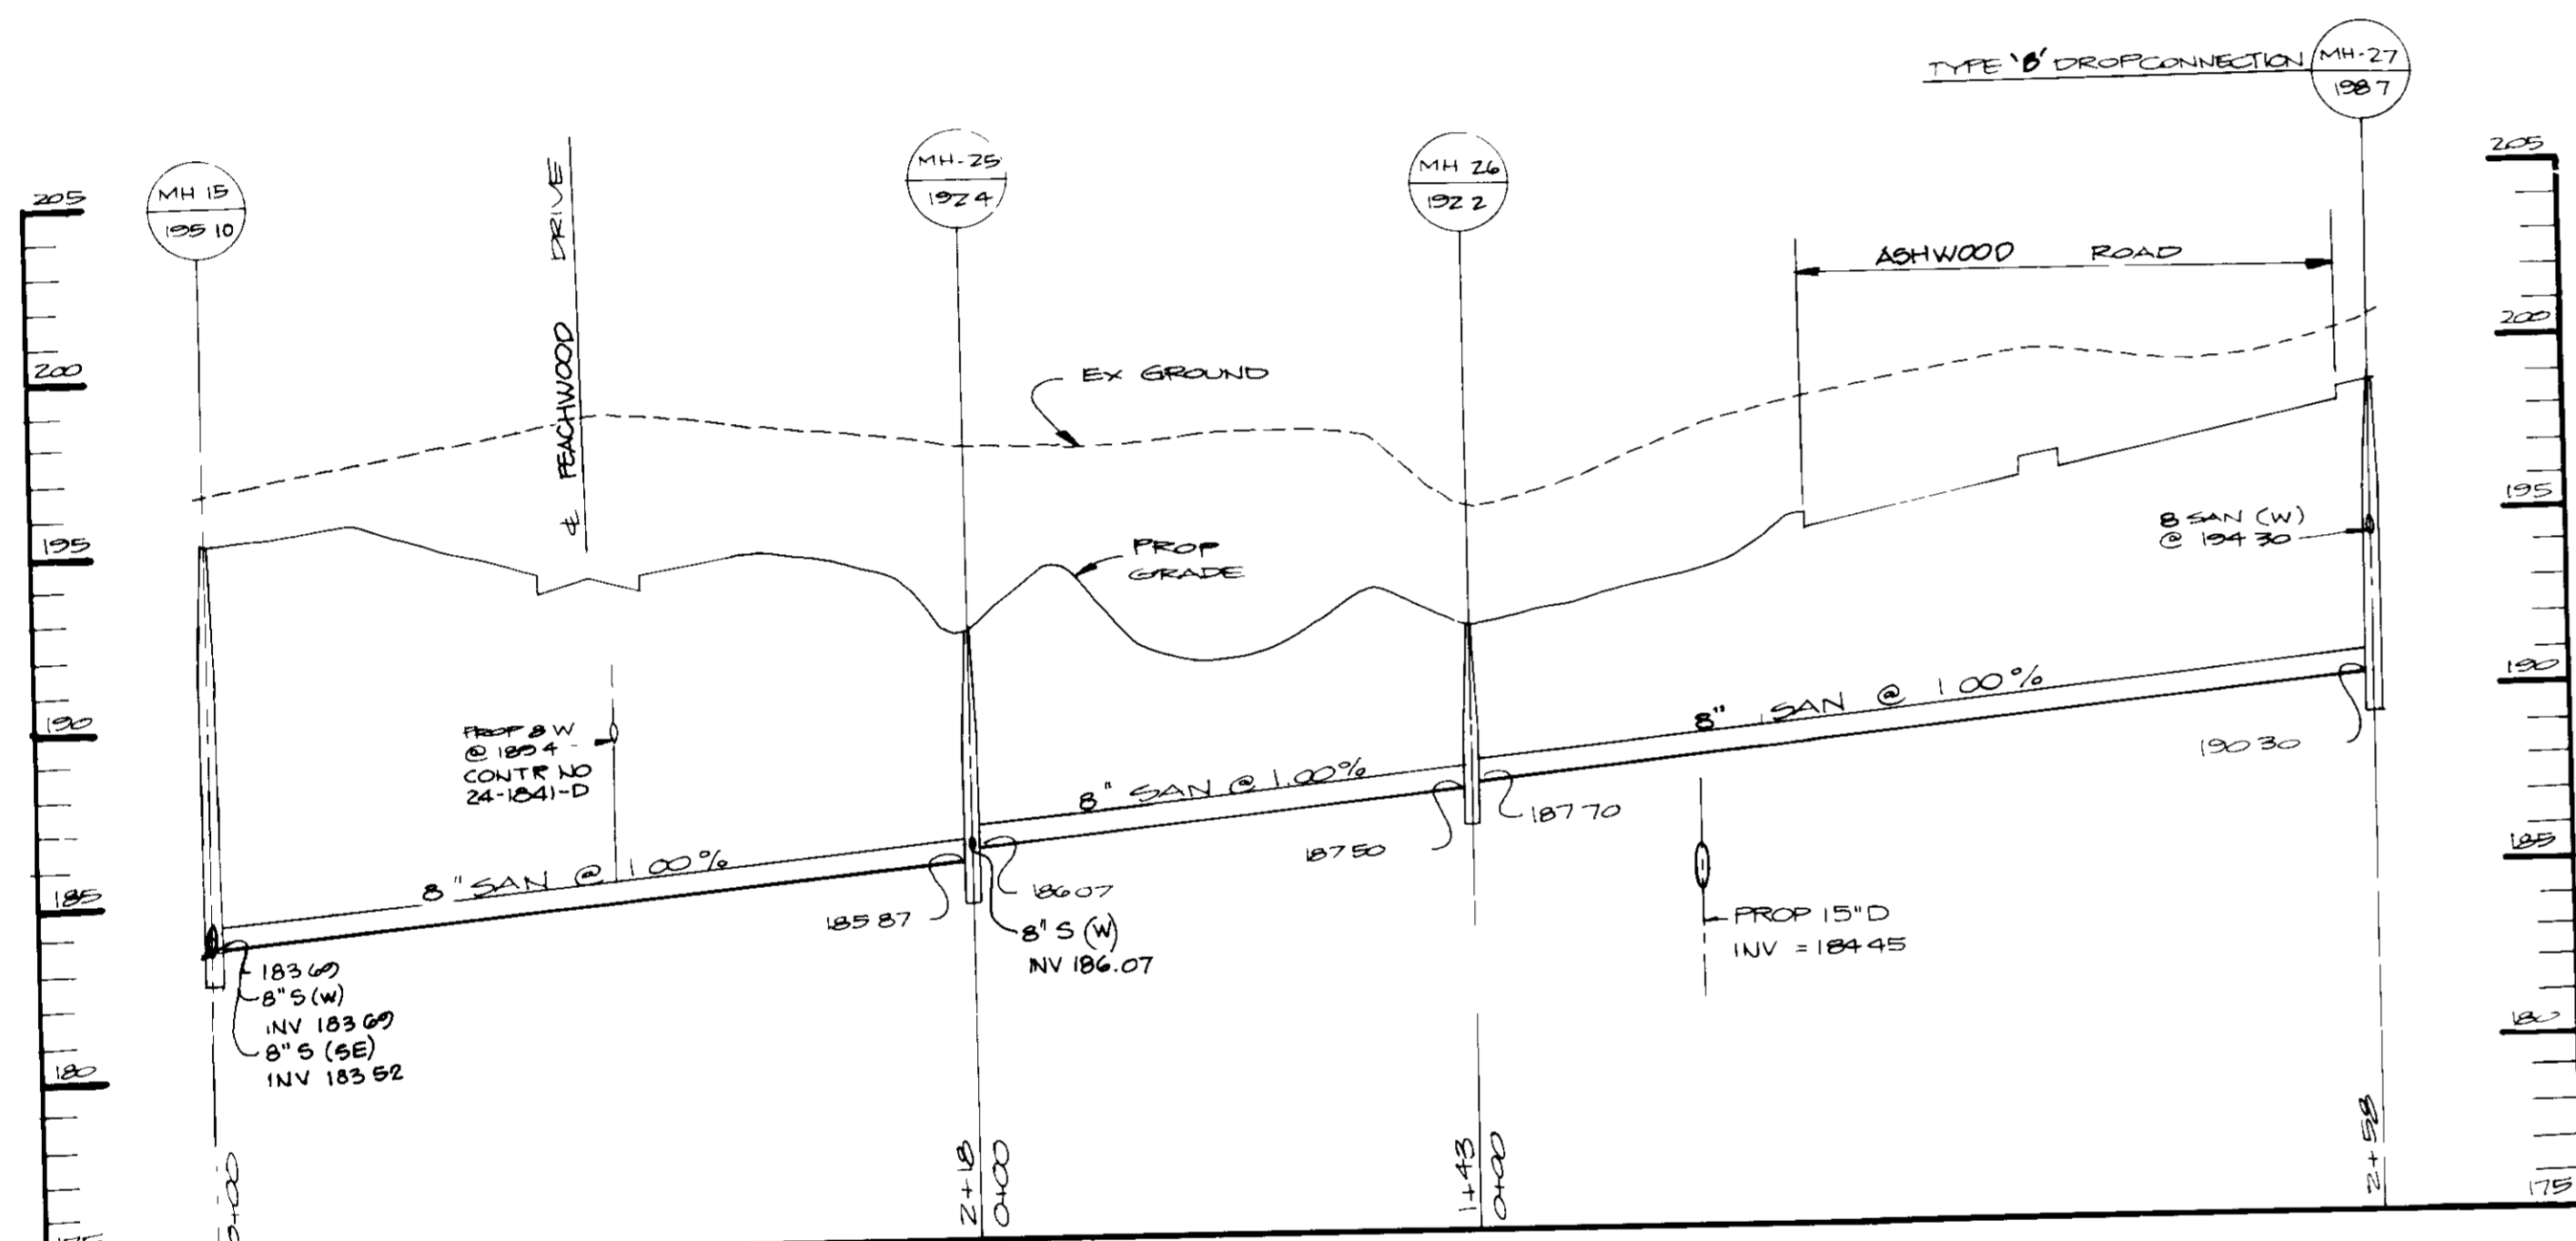 TYPE 'B' DROP CONNECTION
MH-27
198 7
MH 15
195 10
MH-25
192 4
MH 26
192 2
205
200
195
190
185
180
205
200
195
190
185
180
175
℄ PEACHWOOD DRIVE
ASHWOOD ROAD
EX GROUND
PROP
GRADE
8 SAN (W)
@ 194 30
PROP 8 W
@ 189 4
CONTR NO
24-1841-D
8" SAN @ 1 00%
8" SAN @ 1.00%
8" SAN @ 1 00%
185 87
186 07
8" S (W)
INV 186.07
187 50
187 70
190 30
PROP 15" D
INV = 184 45
183 69
8" S (W)
INV 183 69
8" S (SE)
INV 183 52
0+00
2+18
0+00
1+43
0+00
2+58